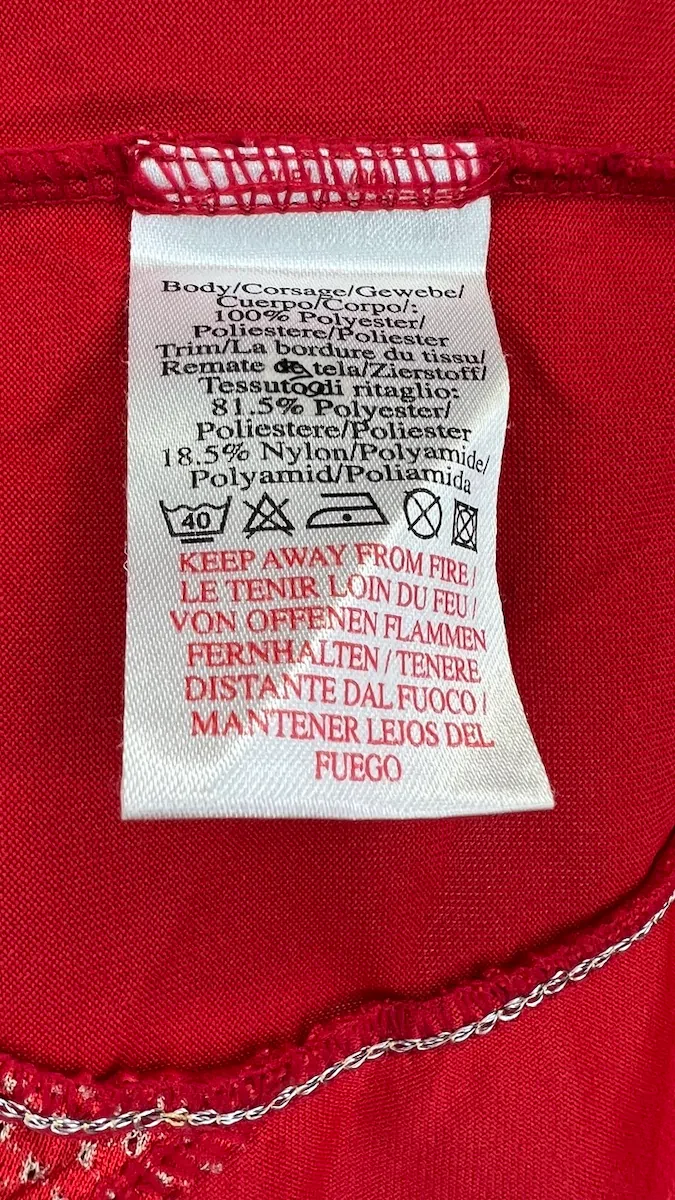 Body/Corsage/Gewebe/
Cuerpo/Corpo/:
100% Polyester/
Poliestere/Poliester
Trim/La bordure du tissu/
Remate de tela/Zierstoff/
Tessuto di ritaglio:
81.5% Polyester/
Poliestere/Poliester
18.5% Nylon/Polyamide/
Polyamid/Poliamida
40
KEEP AWAY FROM FIRE /
LE TENIR LOIN DU FEU /
VON OFFENEN FLAMMEN
FERNHALTEN / TENERE
DISTANTE DAL FUOCO /
MANTENER LEJOS DEL
FUEGO